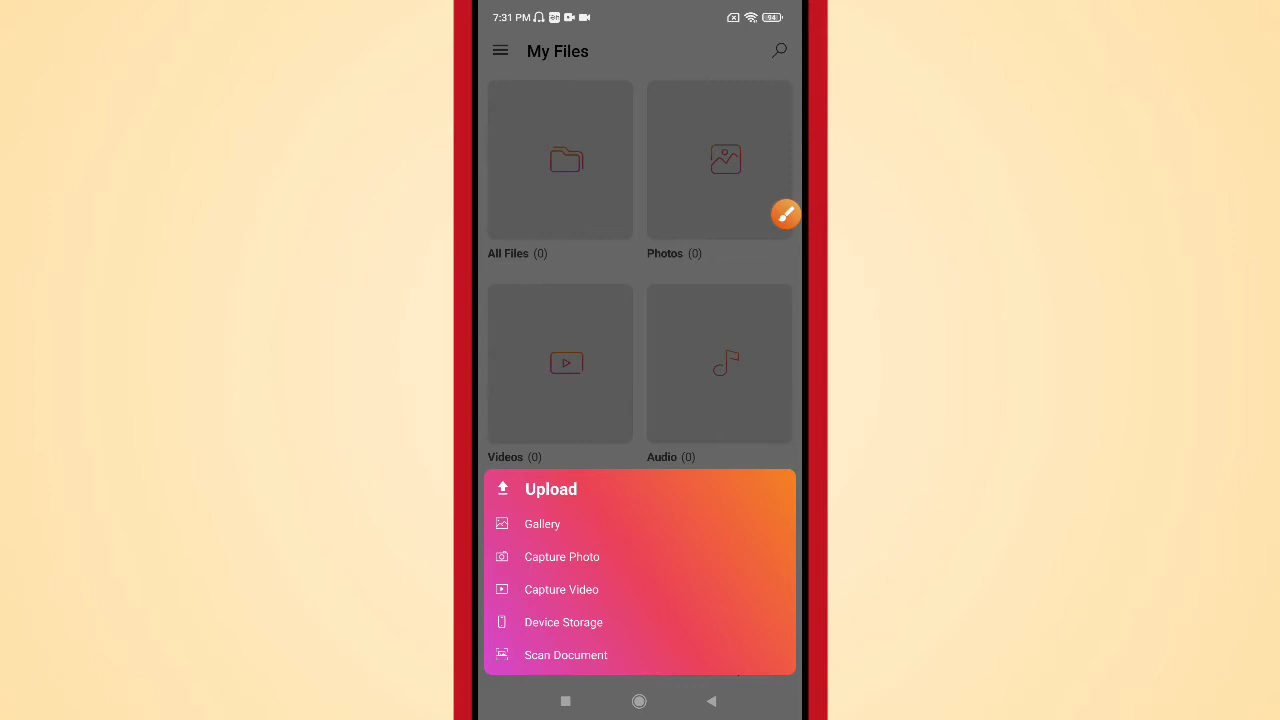 7:31 PM
94
My Files
All Files (0)
Photos (0)
Videos (0)
Audio (0)
Upload
Gallery
Capture Photo
Capture Video
Device Storage
Scan Document